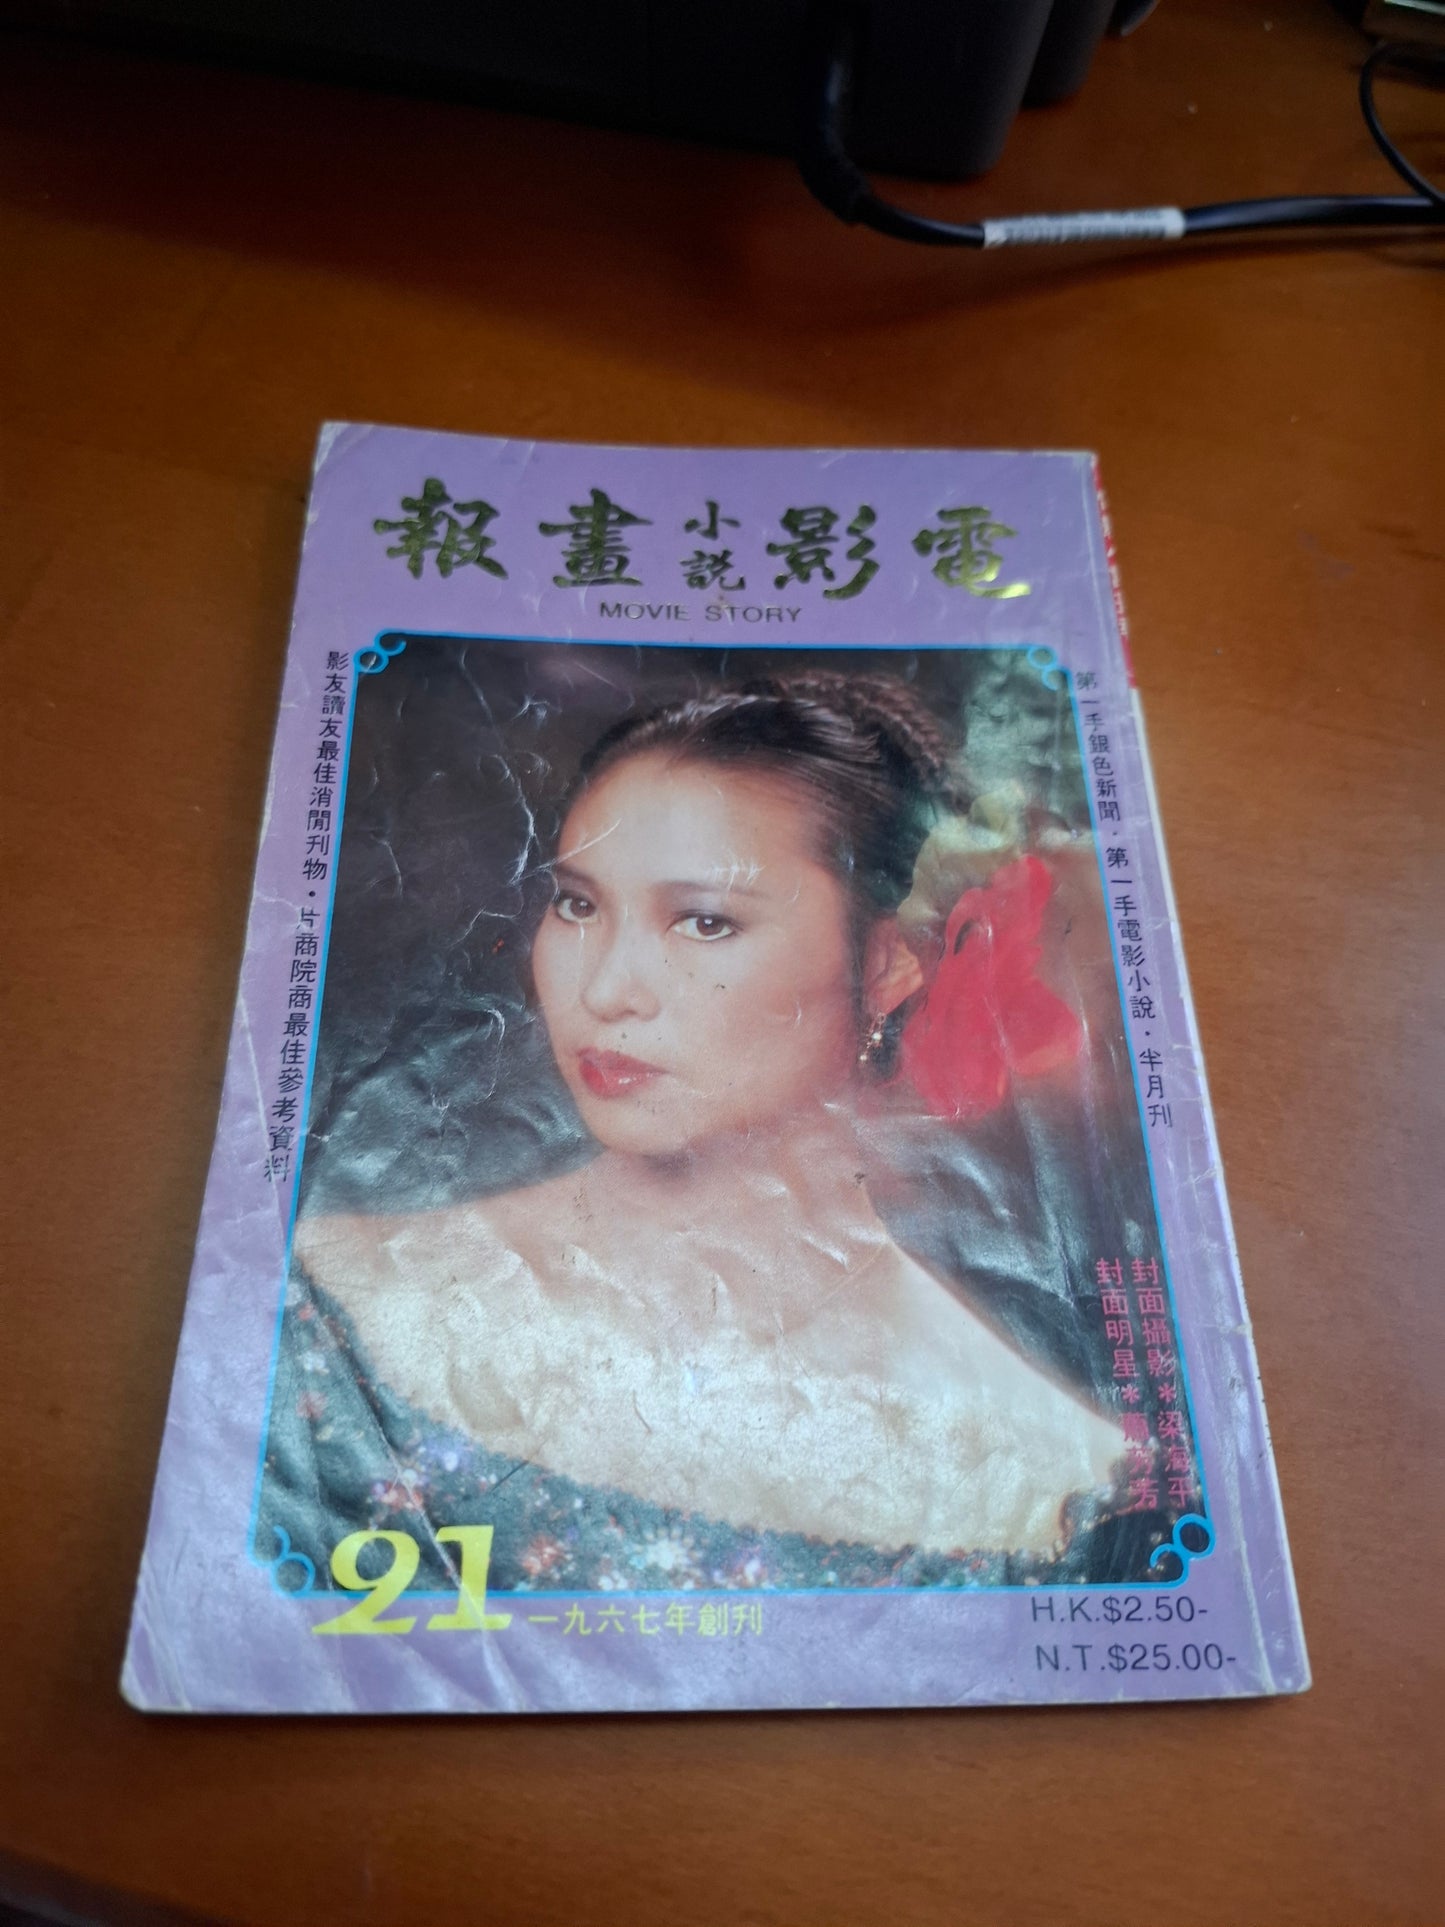 電影小說畫報
MOVIE STORY
第一手銀色新聞·第一手電影小說·半月刊
影友讀友最佳消閒刊物·片商院商最佳參考資料
封面攝影*梁海平
封面明星*蕭芳芳
21
一九六七年創刊
H.K.$2.50-
N.T.$25.00-